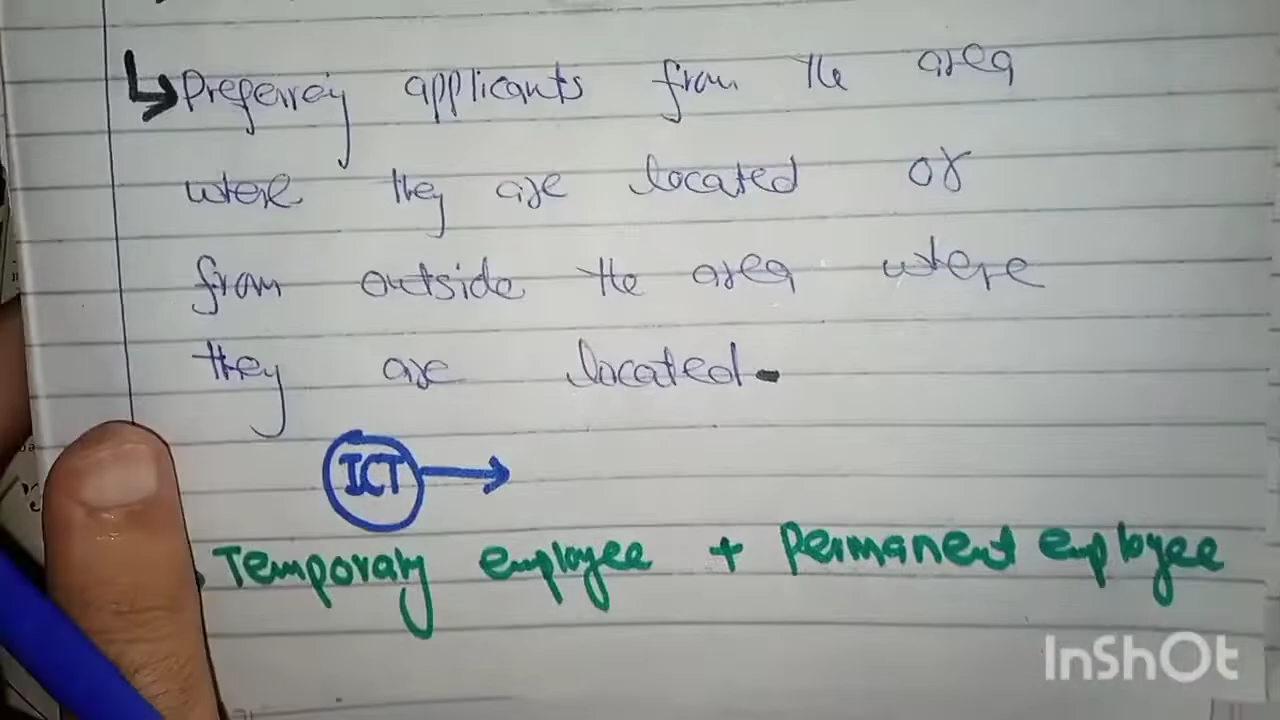 ↳ Preferring applicants from the area
where they are located or
from outside the area where
they are located.
ICT →
Temporary employee + Permanent employee
InShOt